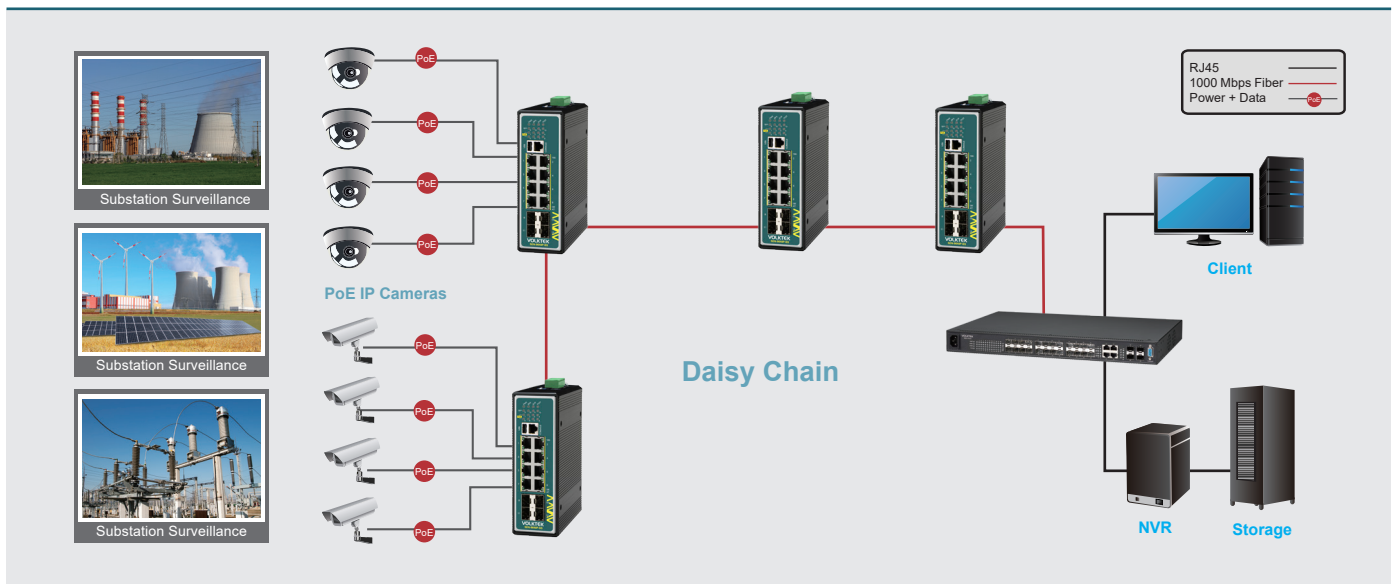 Substation Surveillance
Substation Surveillance
Substation Surveillance
PoE
PoE
PoE
PoE
PoE IP Cameras
PoE
PoE
PoE
PoE
VOLKTEK
VOLKTEK
VOLKTEK
VOLKTEK
Daisy Chain
RJ45
1000 Mbps Fiber
Power + Data
PoE
Client
NVR
Storage